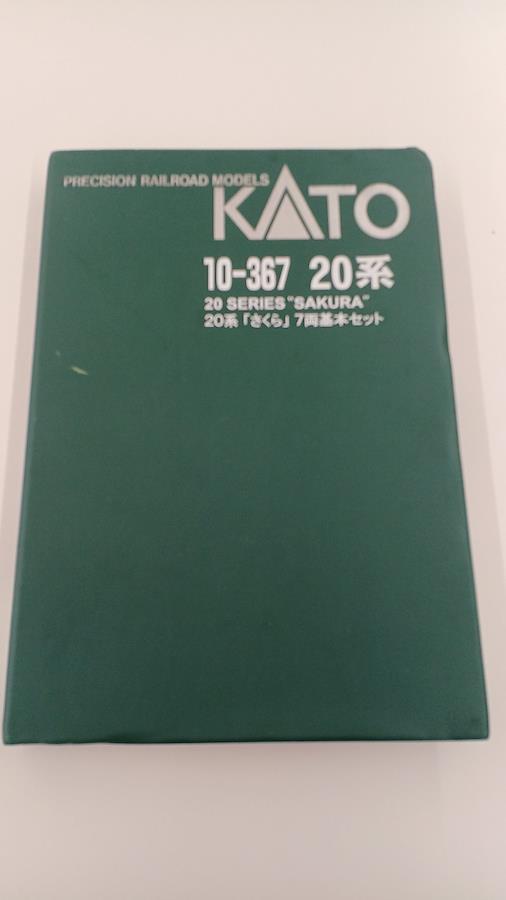 PRECISION RAILROAD MODELS
KATO
10-367 20系
20 SERIES "SAKURA"
20系「さくら」7両基本セット